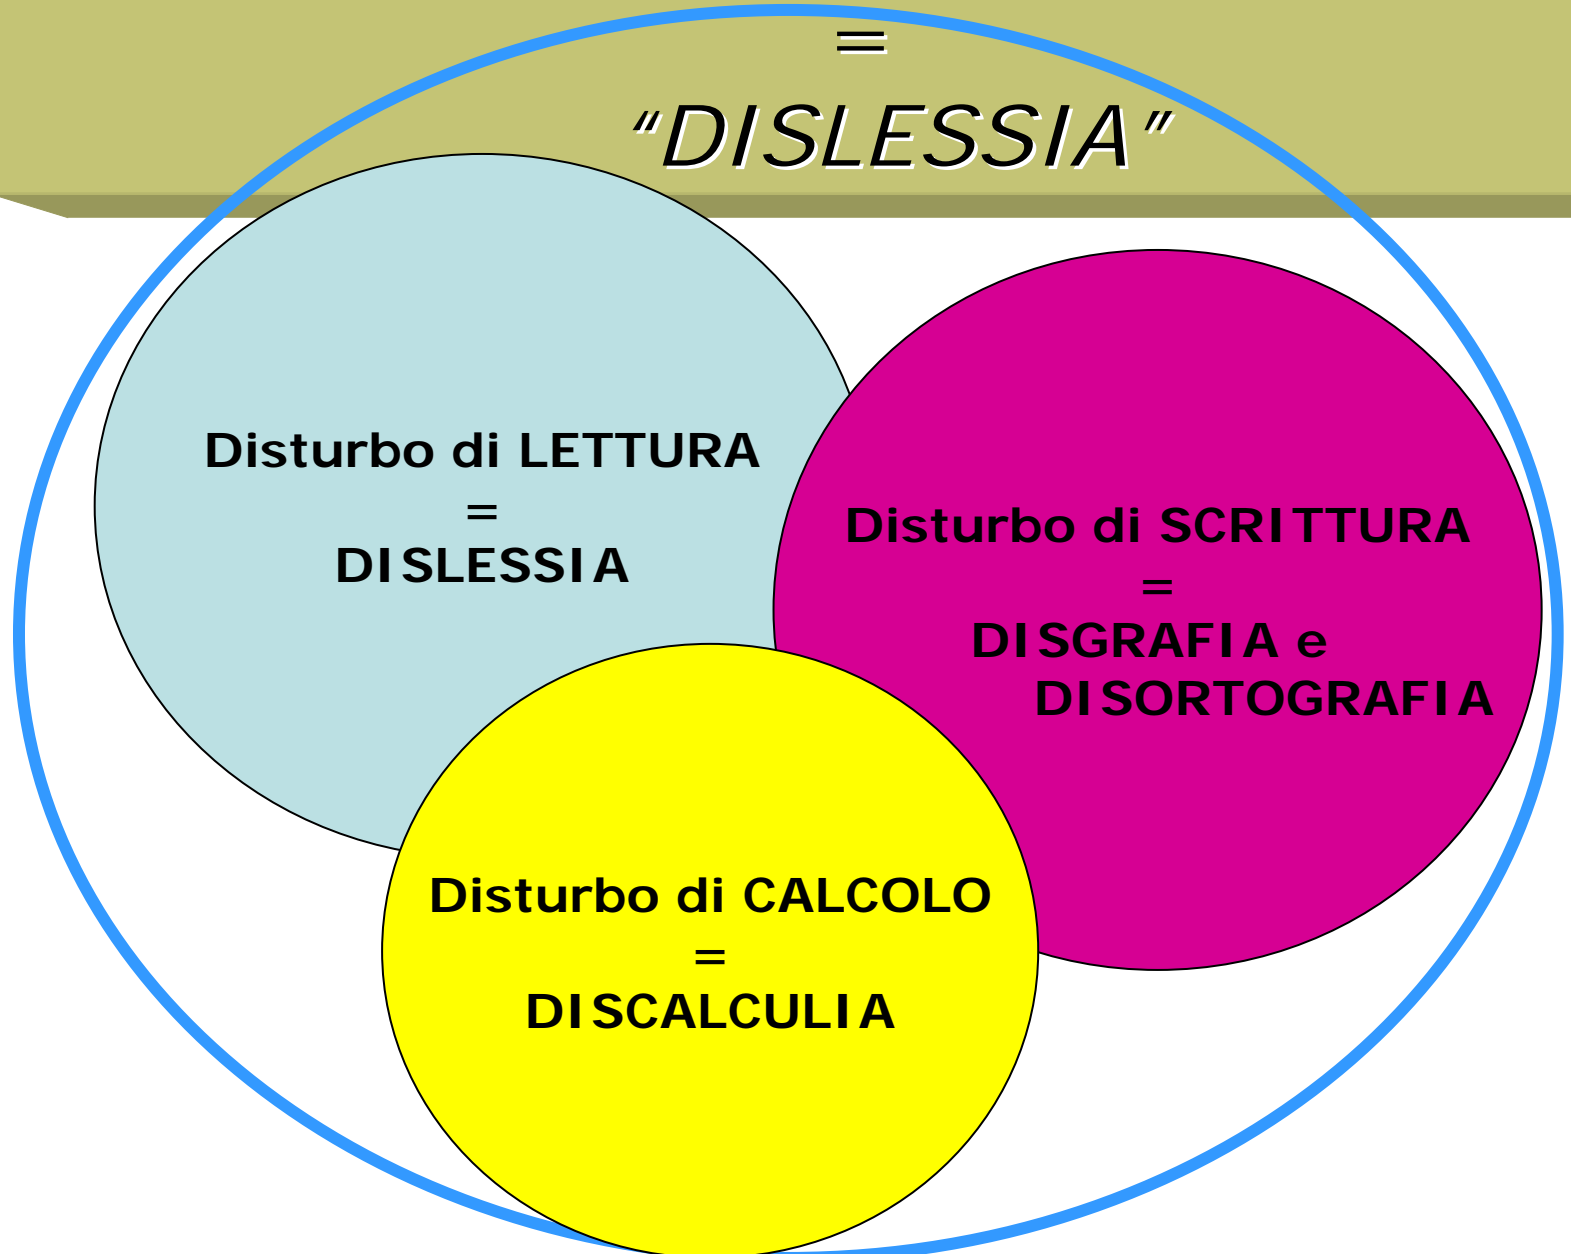 =
“DISLESSIA”
Disturbo di LETTURA
=
DISLESSIA
Disturbo di SCRITTURA
=
DISGRAFIA e
DISORTOGRAFIA
Disturbo di CALCOLO
=
DISCALCULIA